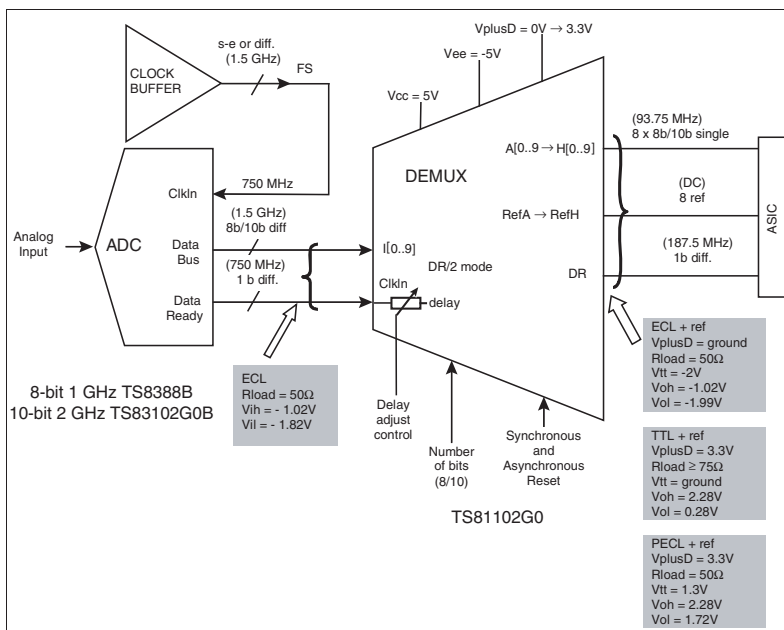 VplusD = 0V → 3.3V
s-e or diff.
(1.5 GHz)
FS
Vee = -5V
CLOCK
BUFFER
Vcc = 5V
(93.75 MHz)
8 x 8b/10b single
A[0..9 → H[0..9]
DEMUX
ClkIn
750 MHz
(DC)
8 ref
RefA → RefH
ASIC
Analog
Input
ADC
(1.5 GHz)
8b/10b diff
Data
Bus
I[0..9]
(187.5 MHz)
1b diff.
(750 MHz)
1 b diff.
DR/2 mode
DR
ClkIn
delay
Data
Ready
ECL + ref
VplusD = ground
Rload = 50Ω
Vtt = -2V
Voh = -1.02V
Vol = -1.99V
ECL
Rload = 50Ω
Vih = - 1.02V
Vil = - 1.82V
8-bit 1 GHz TS8388B
10-bit 2 GHz TS83102G0B
Delay
adjust
control
Number
of bits
(8/10)
Synchronous
and
Asynchronous
Reset
TS81102G0
TTL + ref
VplusD = 3.3V
Rload ≥ 75Ω
Vtt = ground
Voh = 2.28V
Vol = 0.28V
PECL + ref
VplusD = 3.3V
Rload = 50Ω
Vtt = 1.3V
Voh = 2.28V
Vol = 1.72V